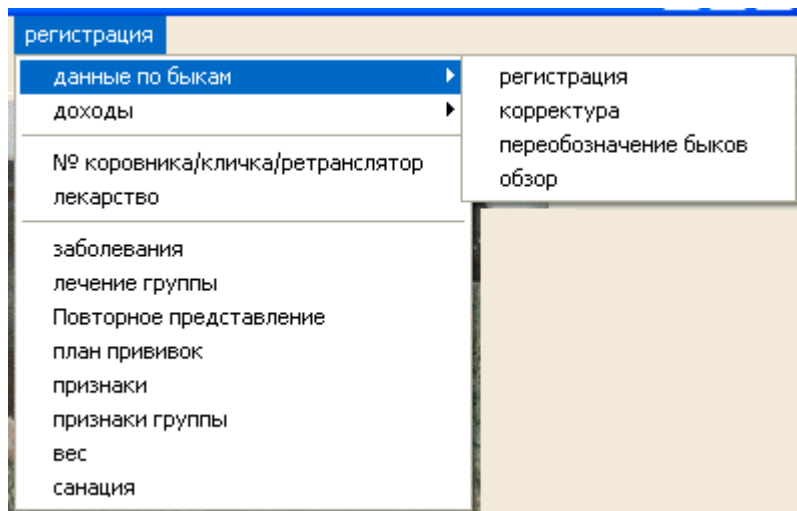 регистрация
данные по быкам
доходы
№ коровника/кличка/ретранслятор
лекарство
заболевания
лечение группы
Повторное представление
план прививок
признаки
признаки группы
вес
санация
регистрация
корректура
переобозначение быков
обзор